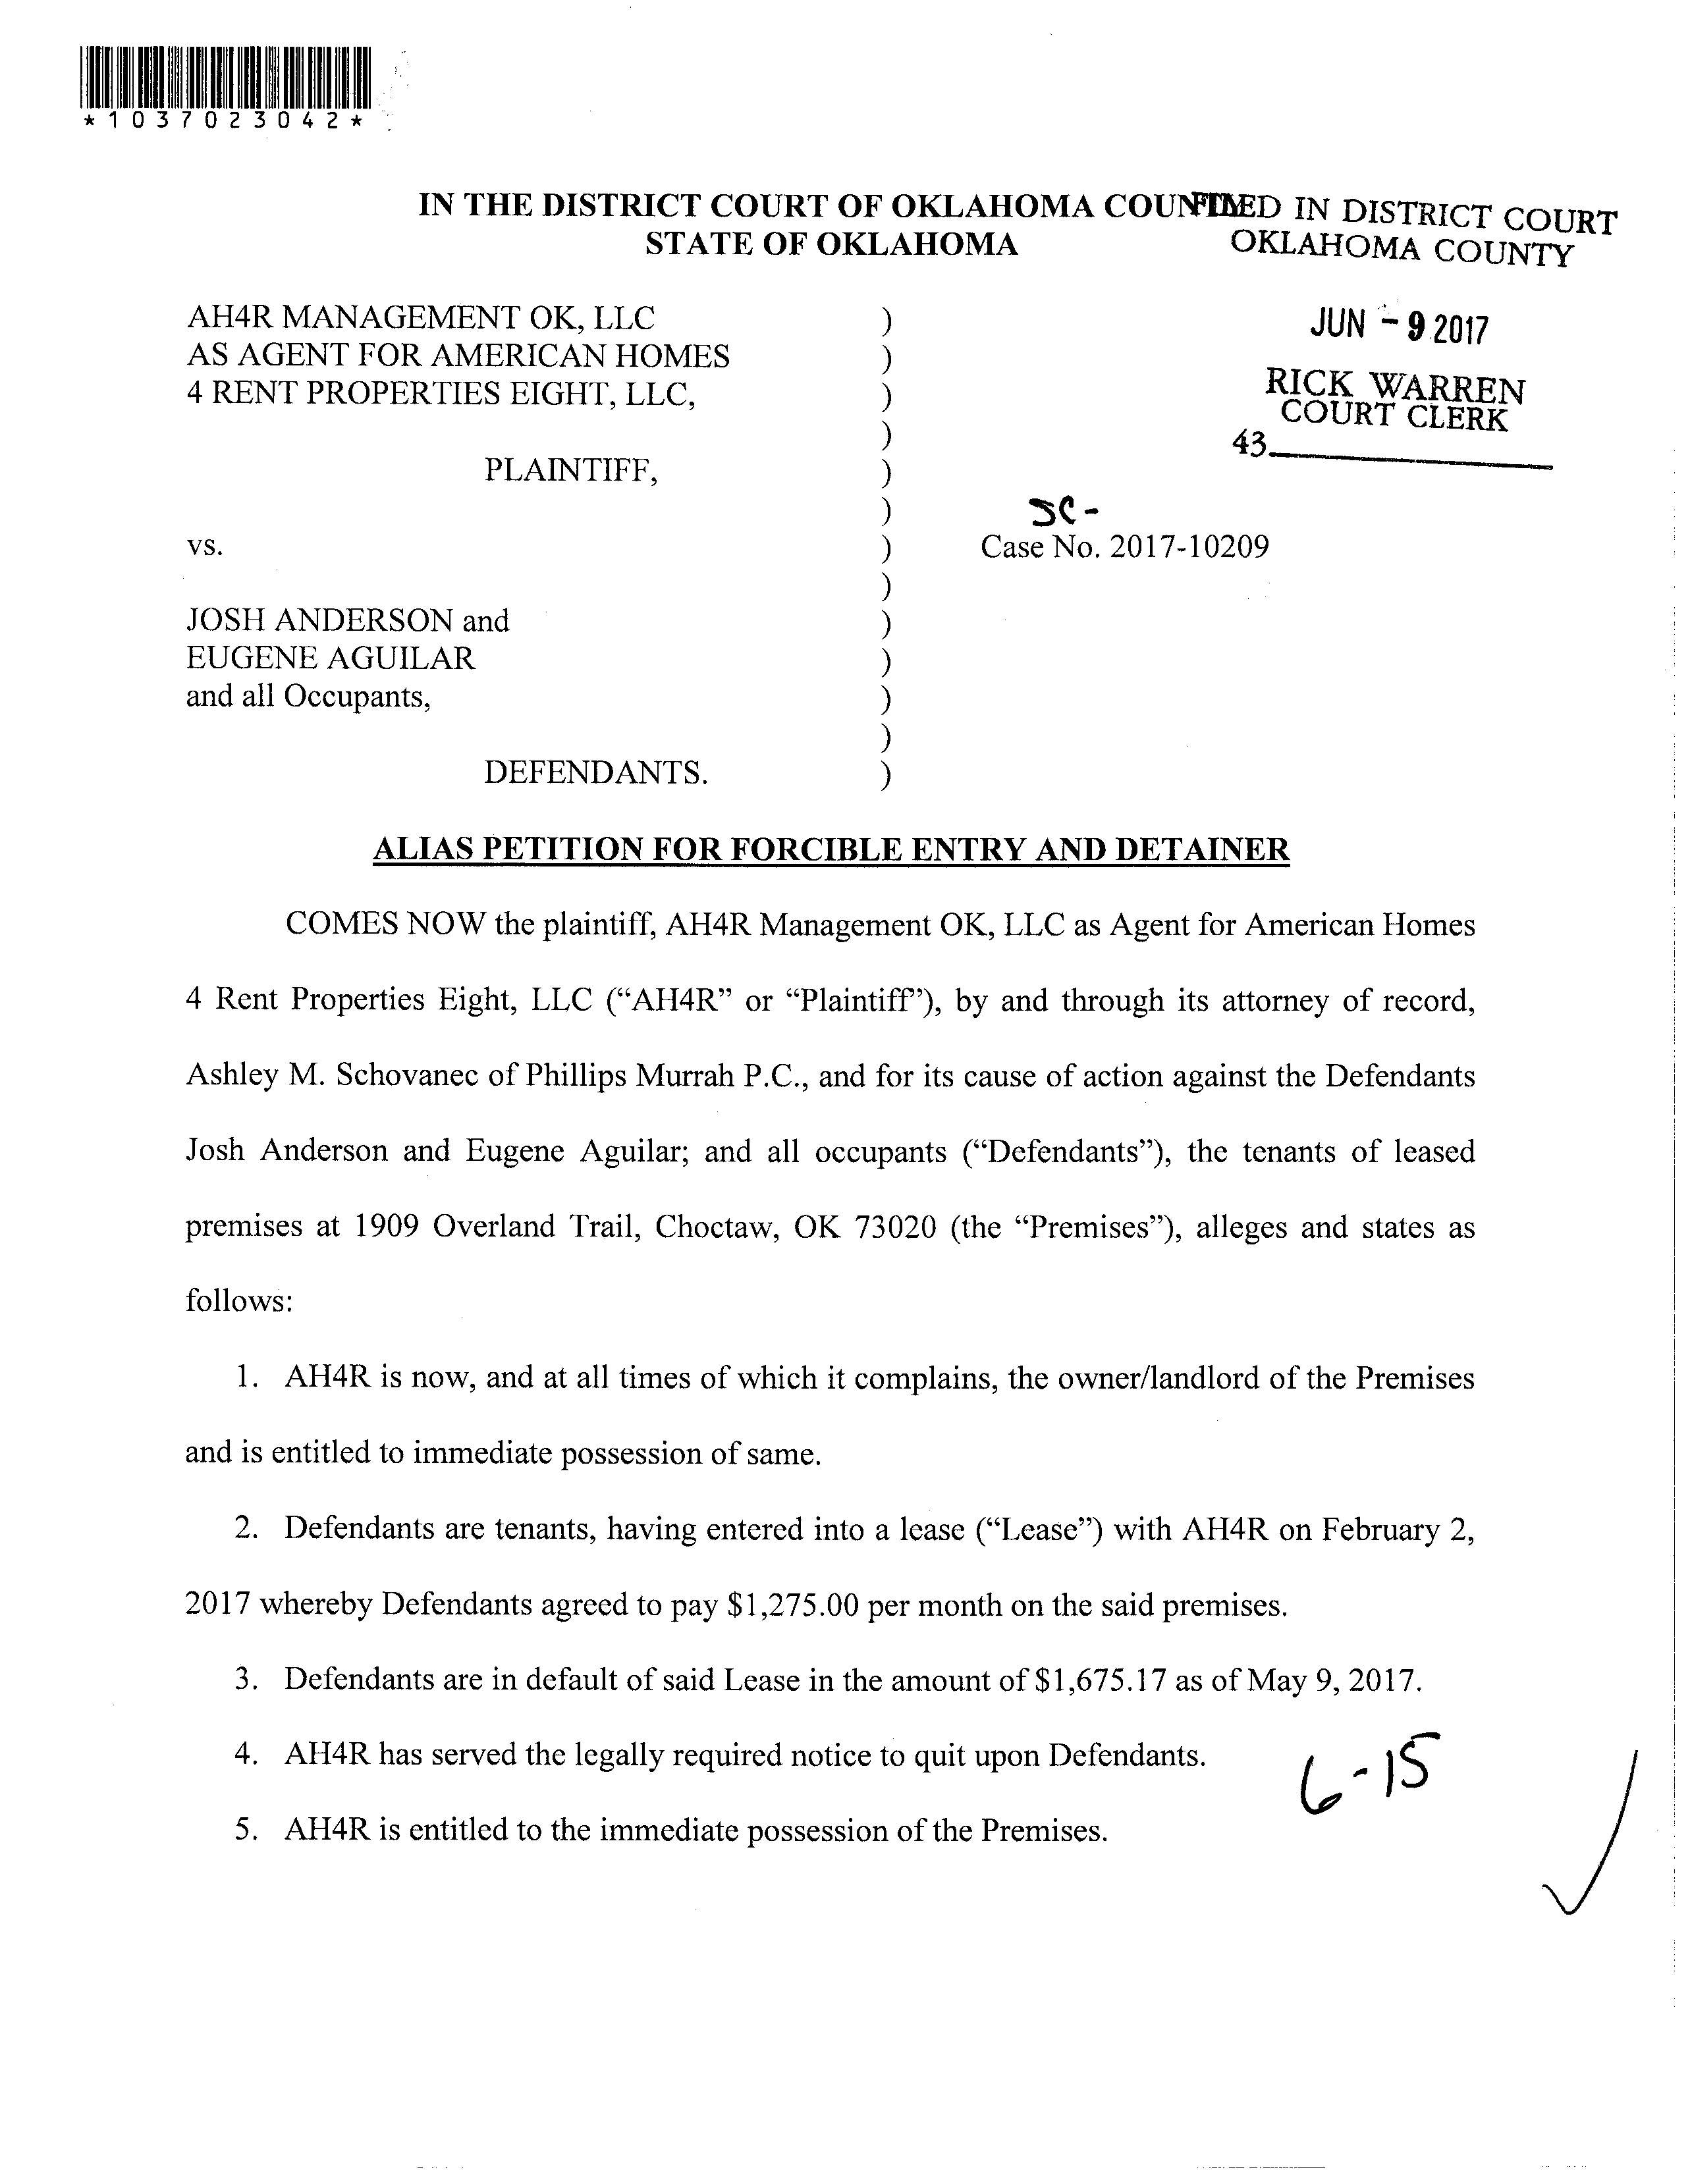 *1037023042*
IN THE DISTRICT COURT OF OKLAHOMA COUNTY
STATE OF OKLAHOMA
FILED IN DISTRICT COURT
OKLAHOMA COUNTY
JUN - 9 2017
RICK WARREN
COURT CLERK
43
AH4R MANAGEMENT OK, LLC )
AS AGENT FOR AMERICAN HOMES )
4 RENT PROPERTIES EIGHT, LLC, )
)
PLAINTIFF, )
) SC-
vs. ) Case No. 2017-10209
)
JOSH ANDERSON and )
EUGENE AGUILAR )
and all Occupants, )
)
DEFENDANTS. )
ALIAS PETITION FOR FORCIBLE ENTRY AND DETAINER
COMES NOW the plaintiff, AH4R Management OK, LLC as Agent for American Homes
4 Rent Properties Eight, LLC (“AH4R” or “Plaintiff”), by and through its attorney of record,
Ashley M. Schovanec of Phillips Murrah P.C., and for its cause of action against the Defendants
Josh Anderson and Eugene Aguilar; and all occupants (“Defendants”), the tenants of leased
premises at 1909 Overland Trail, Choctaw, OK 73020 (the “Premises”), alleges and states as
follows:
1. AH4R is now, and at all times of which it complains, the owner/landlord of the Premises
and is entitled to immediate possession of same.
2. Defendants are tenants, having entered into a lease (“Lease”) with AH4R on February 2,
2017 whereby Defendants agreed to pay $1,275.00 per month on the said premises.
3. Defendants are in default of said Lease in the amount of $1,675.17 as of May 9, 2017.
4. AH4R has served the legally required notice to quit upon Defendants.
6-15
5. AH4R is entitled to the immediate possession of the Premises.